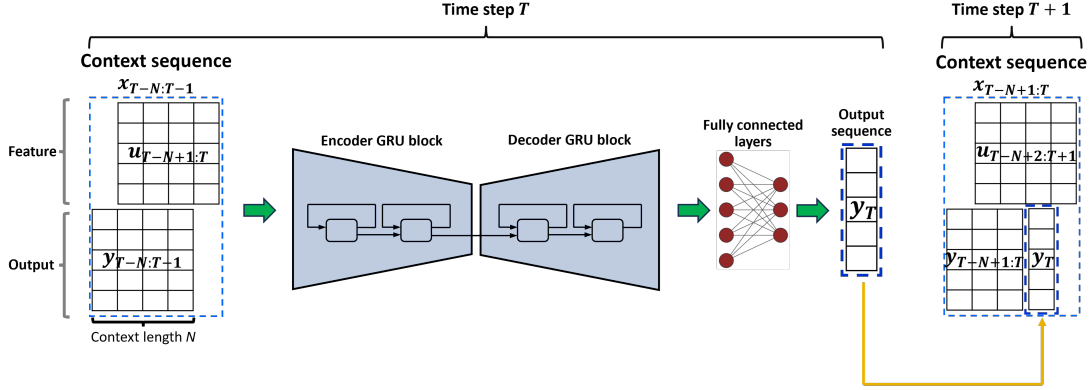 Time step T
Time step T + 1
Context sequence
x_{T−N:T−1}
Feature
u_{T−N+1:T}
Output
y_{T−N:T−1}
Context length N
Encoder GRU block
Decoder GRU block
Fully connected
layers
Output
sequence
y_T
Context sequence
x_{T−N+1:T}
u_{T−N+2:T+1}
y_{T−N+1:T}
y_T